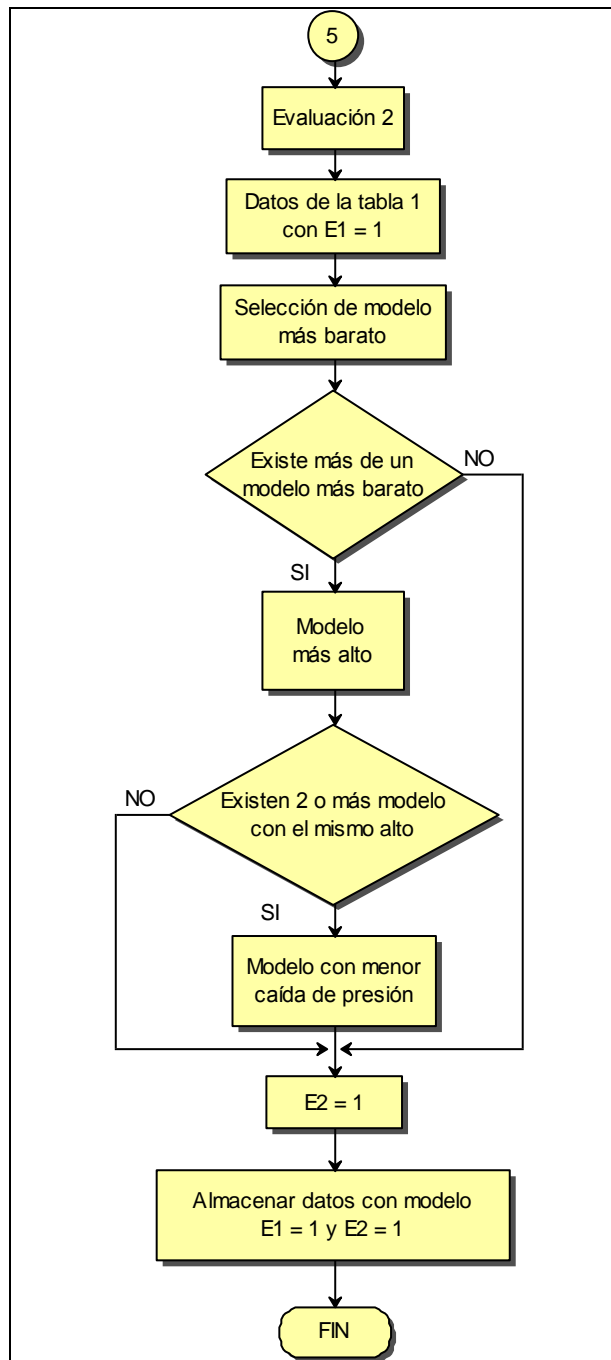 5
Evaluación 2
Datos de la tabla 1
con E1 = 1
Selección de modelo
más barato
Existe más de un
modelo más barato
NO
SI
Modelo
más alto
NO
Existen 2 o más modelo
con el mismo alto
SI
Modelo con menor
caída de presión
E2 = 1
Almacenar datos con modelo
E1 = 1 y E2 = 1
FIN